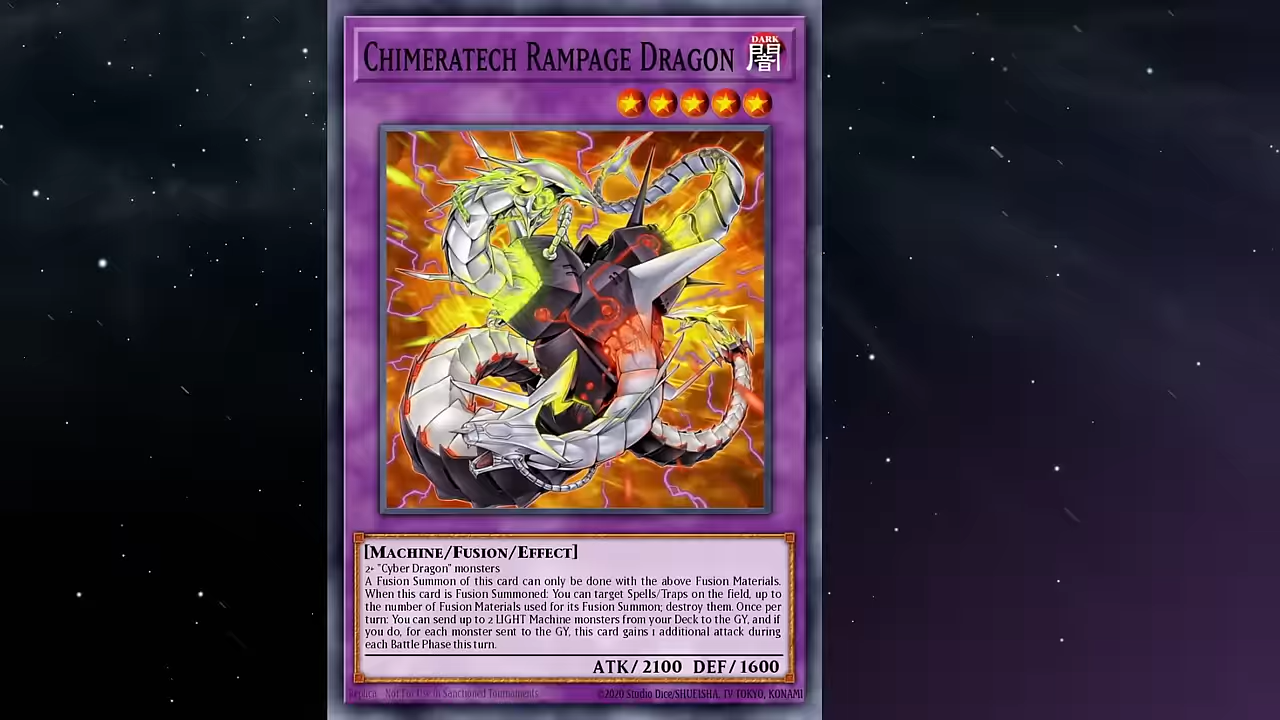 CHIMERATECH RAMPAGE DRAGON
DARK
闇
[MACHINE/FUSION/EFFECT]
2+ "Cyber Dragon" monsters
A Fusion Summon of this card can only be done with the above Fusion Materials.
When this card is Fusion Summoned: You can target Spells/Traps on the field, up to
the number of Fusion Materials used for its Fusion Summon; destroy them. Once per
turn: You can send up to 2 LIGHT Machine monsters from your Deck to the GY, and if
you do, for each monster sent to the GY, this card gains 1 additional attack during
each Battle Phase this turn.
ATK/2100 DEF/1600
Replica - Not For Use in Sanctioned Tournaments
©2020 Studio Dice/SHUEISHA, TV TOKYO, KONAMI